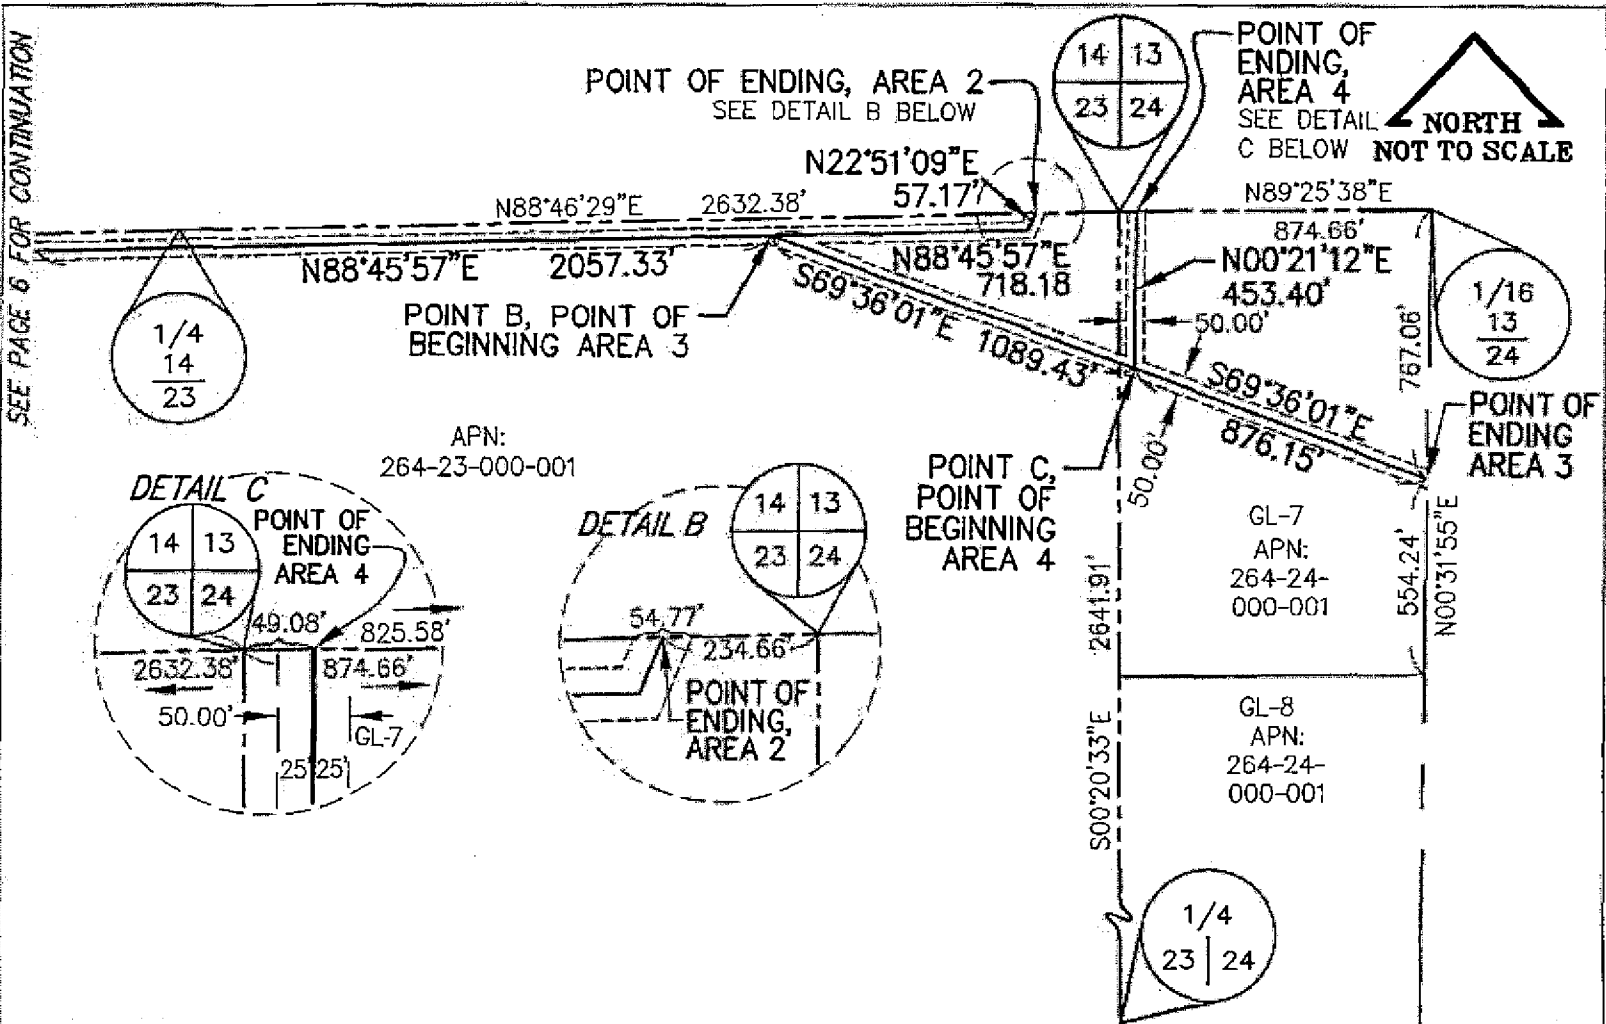 SEE PAGE 6 FOR CONTINUATION
POINT OF ENDING, AREA 2
SEE DETAIL B BELOW
14 13
23 24
POINT OF
ENDING,
AREA 4
SEE DETAIL
C BELOW
NORTH
NOT TO SCALE
N22°51'09"E
57.17'
N88°46'29"E 2632.38'
N89°25'38"E
874.66'
N88°45'57"E 2057.33'
N88°45'57"E
718.18
N00°21'12"E
453.40'
50.00'
S69°36'01"E 1089.43'
POINT B, POINT OF
BEGINNING AREA 3
1/4
14
23
1/16
13
24
767.06'
S69°36'01"E
876.15'
50.00'
POINT OF
ENDING
AREA 3
APN:
264-23-000-001
POINT C,
POINT OF
BEGINNING
AREA 4
GL-7
APN:
264-24-
000-001
554.24'
N00°31'55"E
2641.91'
S00°20'33"E
GL-8
APN:
264-24-
000-001
1/4
23 24
DETAIL C
14 13
23 24
POINT OF
ENDING
AREA 4
49.08'
825.58'
2632.38'
874.66'
50.00'
GL-7
25' 25'
DETAIL B
14 13
23 24
54.77'
234.66'
POINT OF
ENDING,
AREA 2